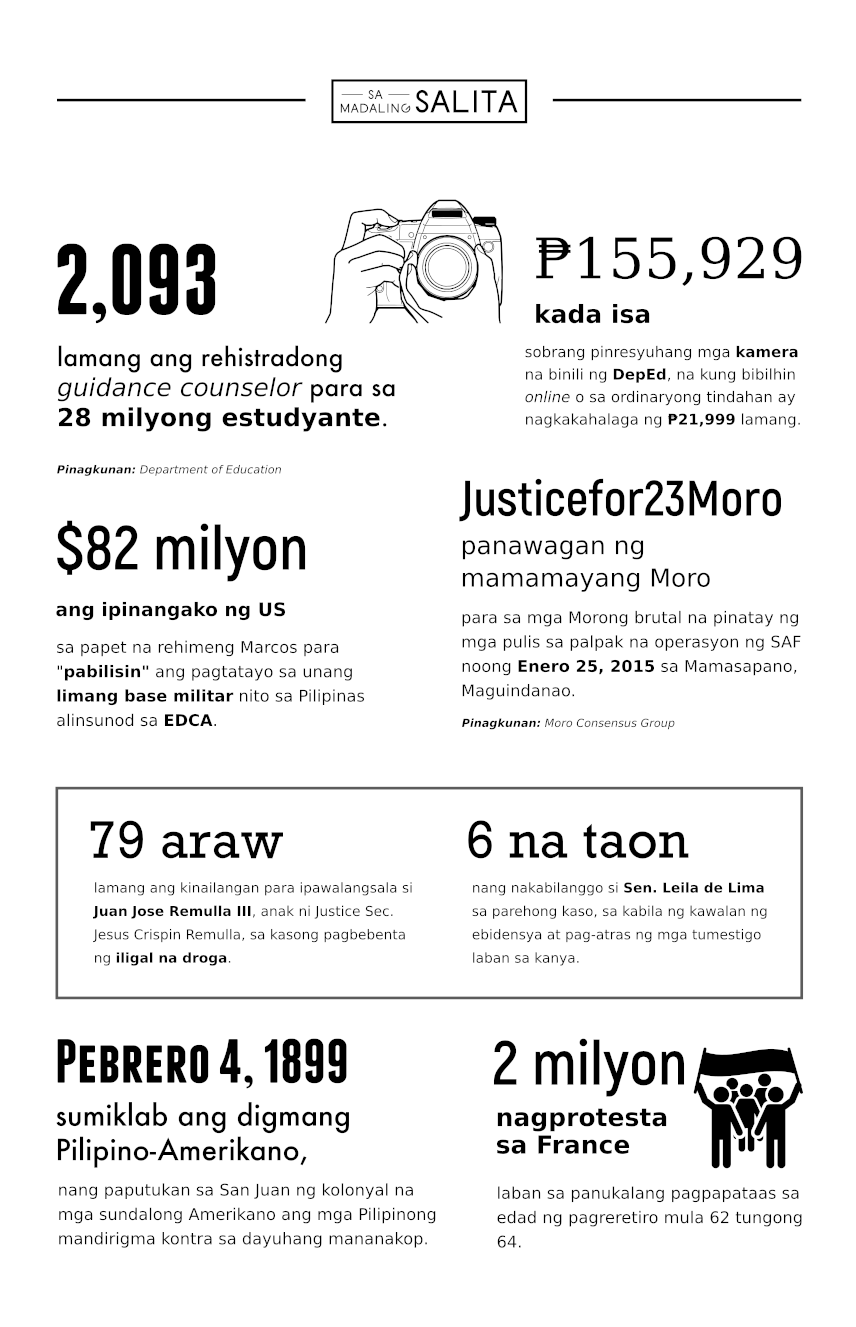 SA
MADALING SALITA
2,093
lamang ang rehistradong
guidance counselor para sa
28 milyong estudyante.
Pinagkunan: Department of Education
₱155,929
kada isa
sobrang pinresyuhang mga kamera
na binili ng DepEd, na kung bibilhin
online o sa ordinaryong tindahan ay
nagkakahalaga ng ₱21,999 lamang.
$82 milyon
ang ipinangako ng US
sa papet na rehimeng Marcos para
"pabilisin" ang pagtatayo sa unang
limang base militar nito sa Pilipinas
alinsunod sa EDCA.
Justicefor23Moro
panawagan ng
mamamayang Moro
para sa mga Morong brutal na pinatay ng
mga pulis sa palpak na operasyon ng SAF
noong Enero 25, 2015 sa Mamasapano,
Maguindanao.
Pinagkunan: Moro Consensus Group
79 araw
lamang ang kinailangan para ipawalangsala si
Juan Jose Remulla III, anak ni Justice Sec.
Jesus Crispin Remulla, sa kasong pagbebenta
ng iligal na droga.
6 na taon
nang nakabilanggo si Sen. Leila de Lima
sa parehong kaso, sa kabila ng kawalan ng
ebidensya at pag-atras ng mga tumestigo
laban sa kanya.
PEBRERO 4, 1899
sumiklab ang digmang
Pilipino-Amerikano,
nang paputukan sa San Juan ng kolonyal na
mga sundalong Amerikano ang mga Pilipinong
mandirigma kontra sa dayuhang mananakop.
2 milyon
nagprotesta
sa France
laban sa panukalang pagpapataas sa
edad ng pagreretiro mula 62 tungong
64.